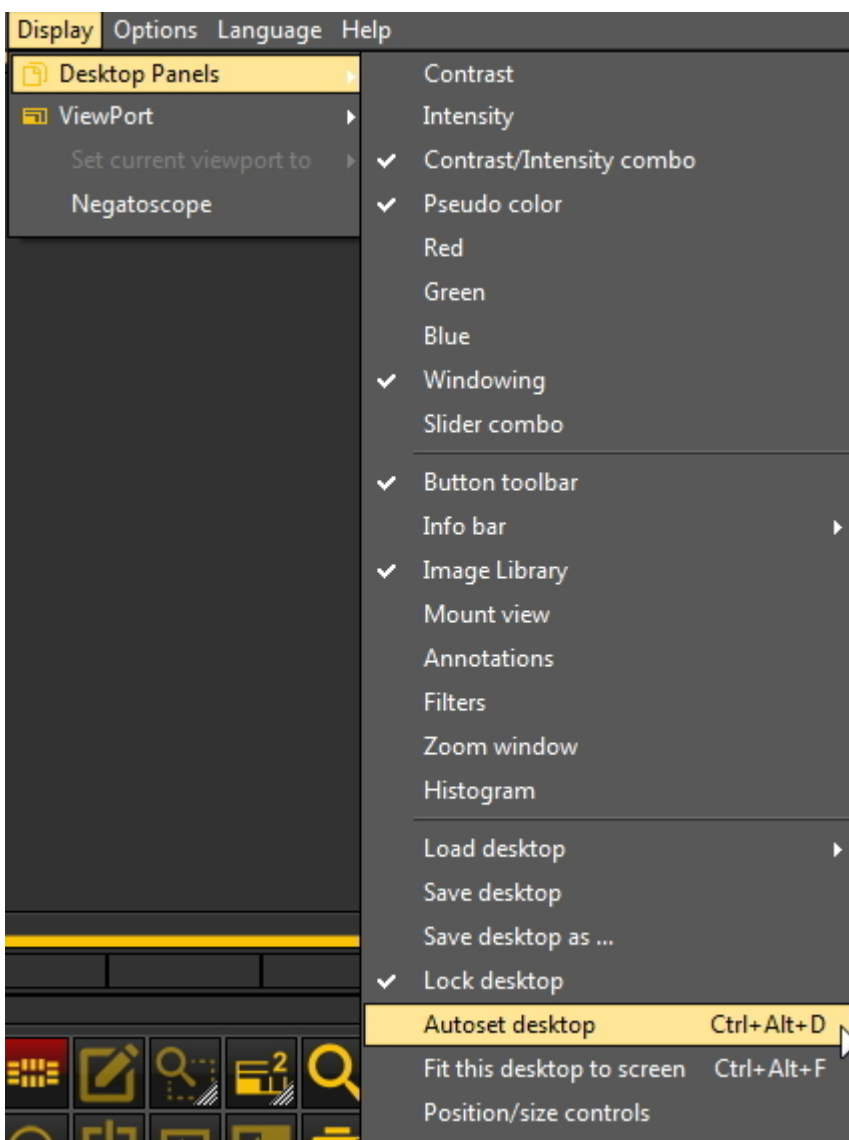 Display Options Language Help
Desktop Panels
ViewPort
Set current viewport to
Negatoscope
Contrast
Intensity
Contrast/Intensity combo
Pseudo color
Red
Green
Blue
Windowing
Slider combo
Button toolbar
Info bar
Image Library
Mount view
Annotations
Filters
Zoom window
Histogram
Load desktop
Save desktop
Save desktop as ...
Lock desktop
Autoset desktop Ctrl+Alt+D
Fit this desktop to screen Ctrl+Alt+F
Position/size controls
2